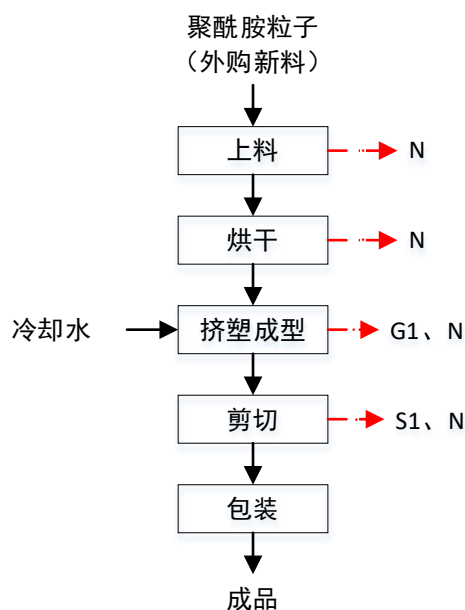 聚酰胺粒子
（外购新料）
上料
N
烘干
N
冷却水
挤塑成型
G1、N
剪切
S1、N
包装
成品